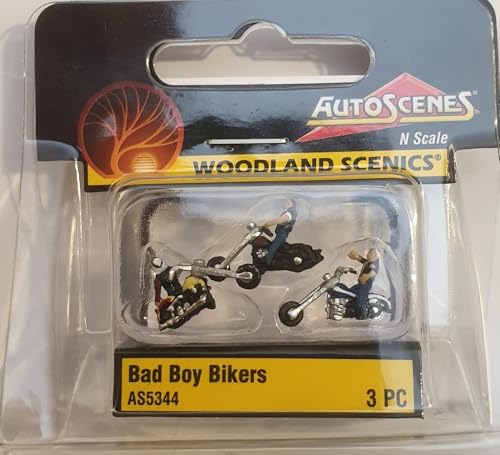 AUTOSCENES®
N Scale
WOODLAND SCENICS®
Bad Boy Bikers
AS5344 3 PC